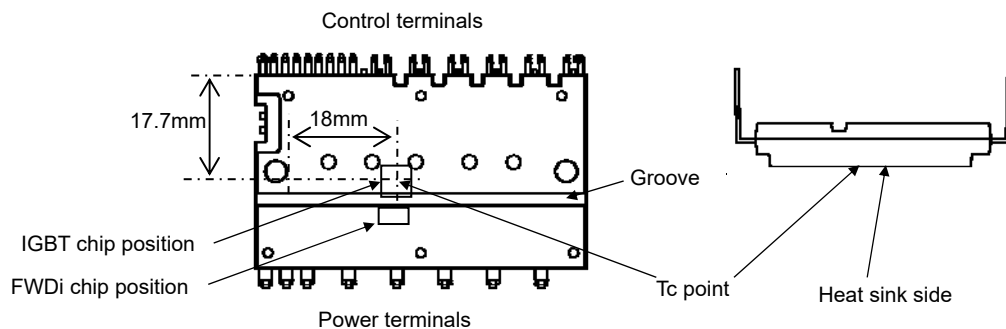 Control terminals
17.7mm
18mm
Groove
IGBT chip position
FWDi chip position
Tc point
Heat sink side
Power terminals